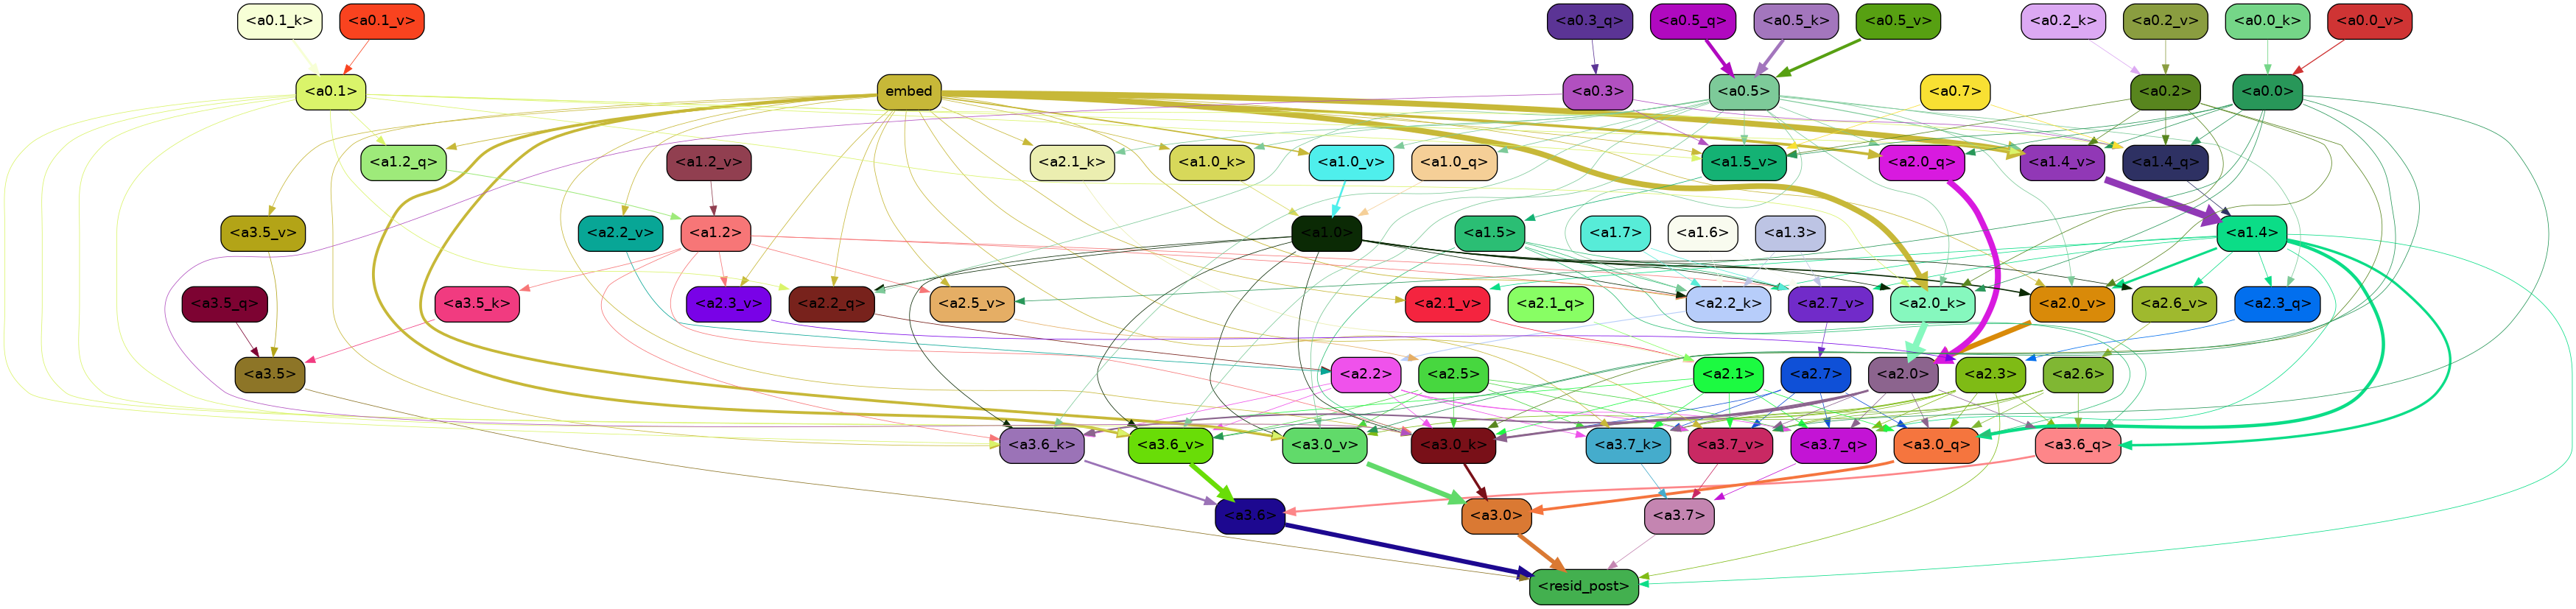 <a0.1_k> <a0.1_v> <a0.3_q> <a0.5_q> <a0.5_k> <a0.5_v> <a0.2_k> <a0.2_v> <a0.0_k> <a0.0_v>
<a0.1> embed <a0.3> <a0.5> <a0.7> <a0.2> <a0.0>
<a1.2_q> <a1.2_v> <a2.1_k> <a1.0_k> <a1.0_v> <a1.0_q> <a1.5_v> <a2.0_q> <a1.4_v> <a1.4_q>
<a3.5_v> <a2.2_v> <a1.2> <a1.0> <a1.5> <a1.7> <a1.6> <a1.3> <a1.4>
<a3.5_q> <a3.5_k> <a2.3_v> <a2.2_q> <a2.5_v> <a2.1_v> <a2.1_q> <a2.2_k> <a2.7_v> <a2.0_k> <a2.0_v> <a2.6_v> <a2.3_q>
<a3.5> <a2.2> <a2.5> <a2.1> <a2.7> <a2.0> <a2.3> <a2.6>
<a3.6_k> <a3.6_v> <a3.0_v> <a3.0_k> <a3.7_k> <a3.7_v> <a3.7_q> <a3.0_q> <a3.6_q>
<a3.6> <a3.0> <a3.7>
<resid_post>